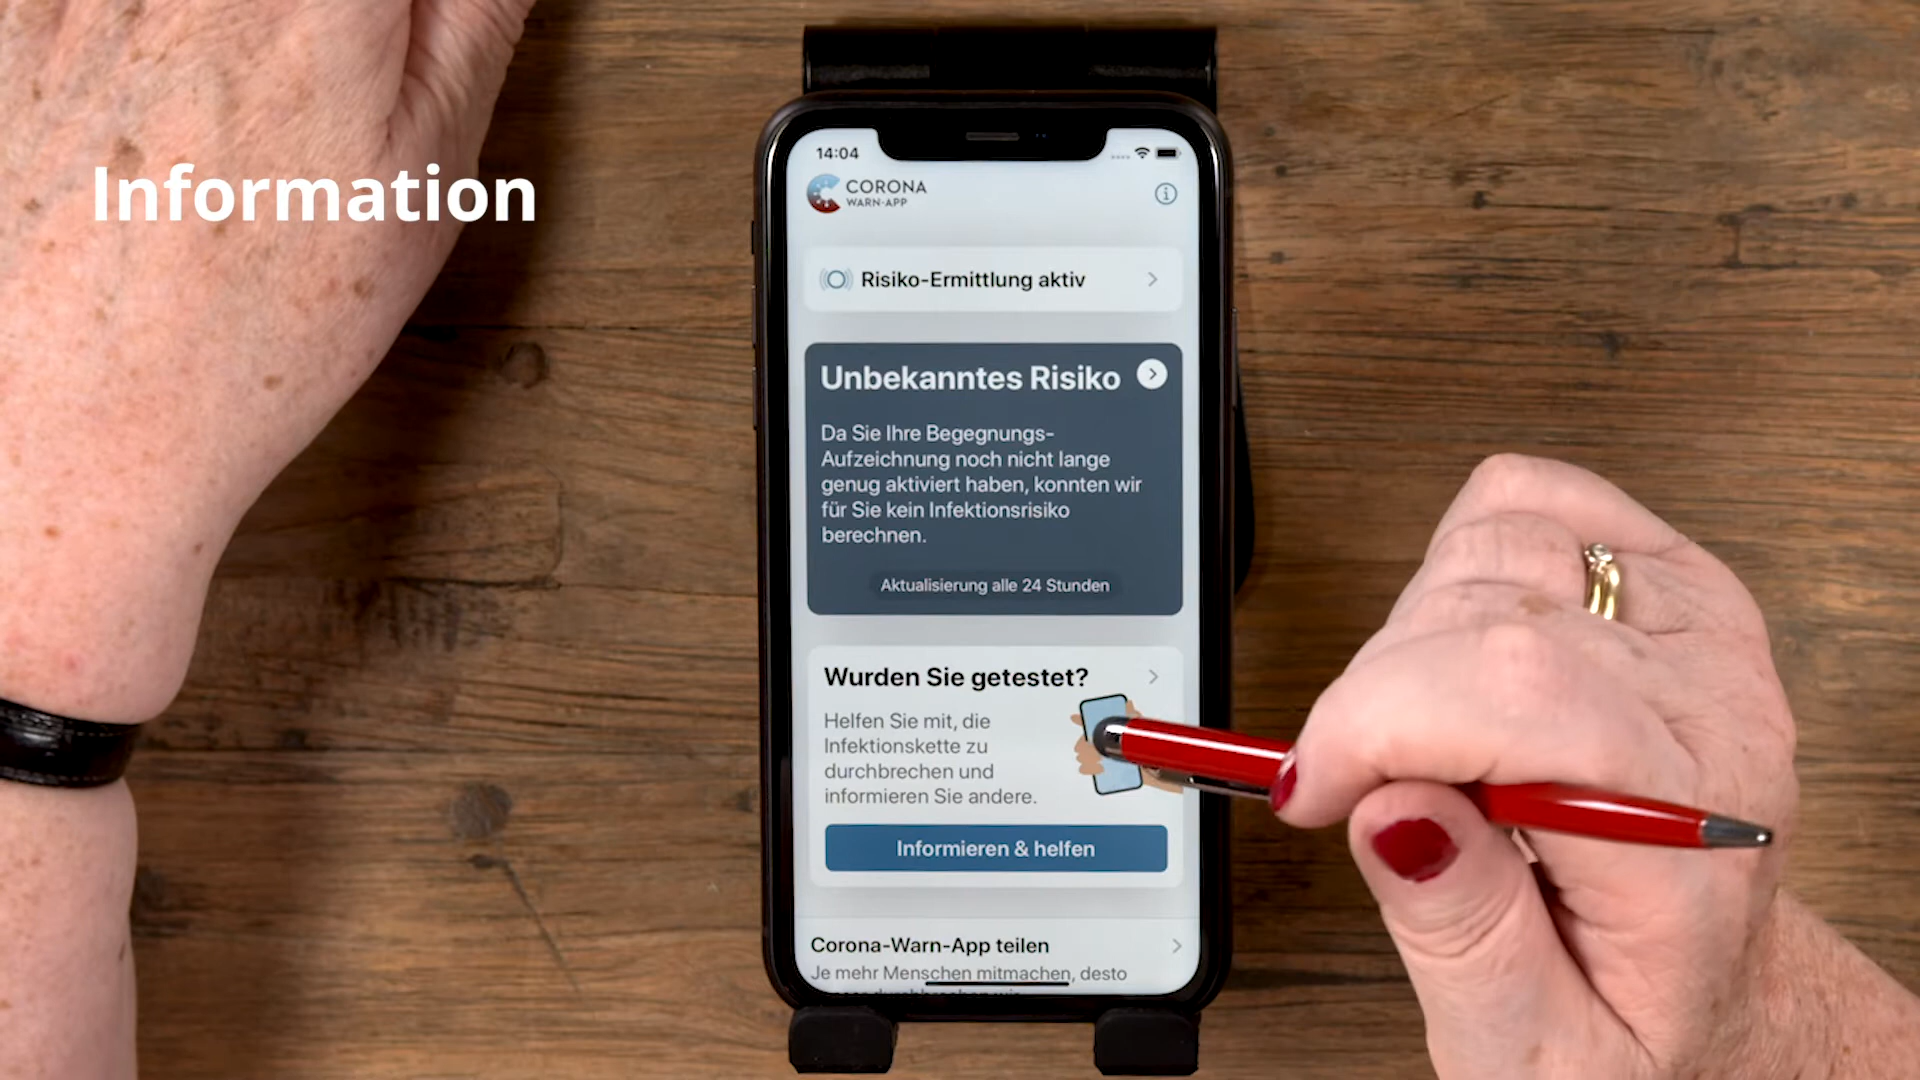 Information
14:04
CORONA
WARN-APP
Risiko-Ermittlung aktiv
Unbekanntes Risiko
Da Sie Ihre Begegnungs-
Aufzeichnung noch nicht lange
genug aktiviert haben, konnten wir
für Sie kein Infektionsrisiko
berechnen.
Aktualisierung alle 24 Stunden
Wurden Sie getestet?
Helfen Sie mit, die
Infektionskette zu
durchbrechen und
informieren Sie andere.
Informieren & helfen
Corona-Warn-App teilen
Je mehr Menschen mitmachen, desto